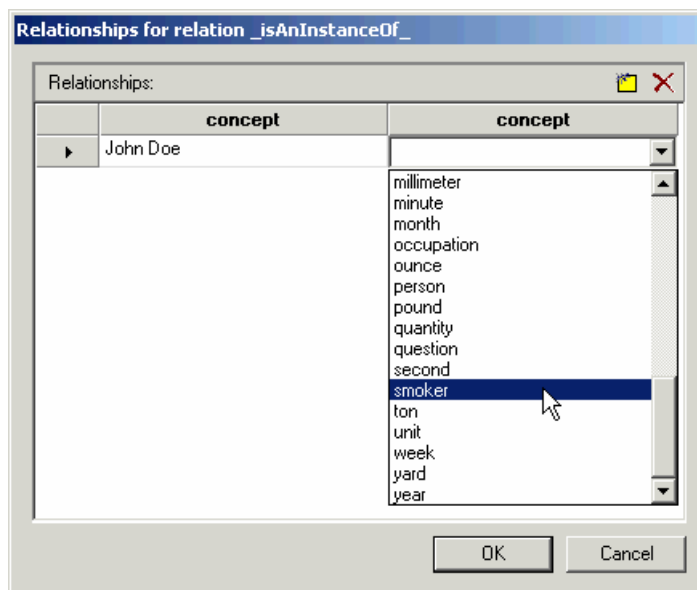 Relationships for relation _isAnInstanceOf_
Relationships:
concept concept
John Doe
millimeter
minute
month
occupation
ounce
person
pound
quantity
question
second
smoker
ton
unit
week
yard
year
OK Cancel